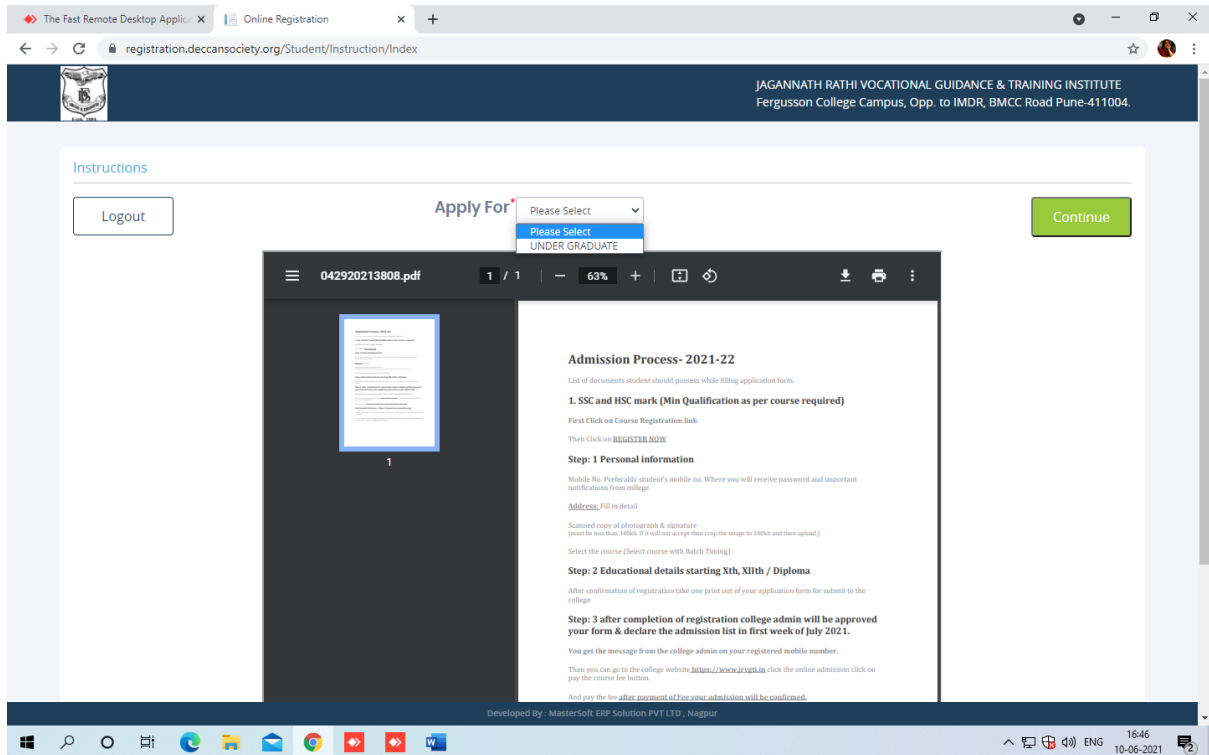 The Fast Remote Desktop Applic
Online Registration
registration.deccansociety.org/Student/Instruction/Index
JAGANNATH RATHI VOCATIONAL GUIDANCE & TRAINING INSTITUTE
Fergusson College Campus, Opp. to IMDR, BMCC Road Pune-411004.
Instructions
Logout
Apply For* Please Select
Continue
Please Select
UNDER GRADUATE
042920213808.pdf 1 / 1 63%
Admission Process- 2021-22
List of documents student should possess while filling application form.
1. SSC and HSC mark (Min Qualification as per course required)
First Click on Course Registration link
Then Click on REGISTER NOW
Step: 1 Personal information
Mobile No. Preferably student's mobile no. Where you will receive password and important
notifications from college.
Address: Fill in detail
Scanned copy of photograph & signature
(must be less than 340kb. If it will not accept then crop the image to 340kb and then upload.)
Select the course (Select course with Batch Timing)
Step: 2 Educational details starting Xth, XIIth / Diploma
After confirmation of registration take one print out of your application form for submit to the
college
Step: 3 after completion of registration college admin will be approved
your form & declare the admission list in first week of July 2021.
You get the message from the college admin on your registered mobile number.
Then you can go to the college website https://www.jrvgti.in click the online admission click on
pay the course fee button.
And pay the fee after payment of Fee your admission will be confirmed.
1
Developed By : MasterSoft ERP Solution PVT LTD , Nagpur
ENG
16:46
10-06-2021
2